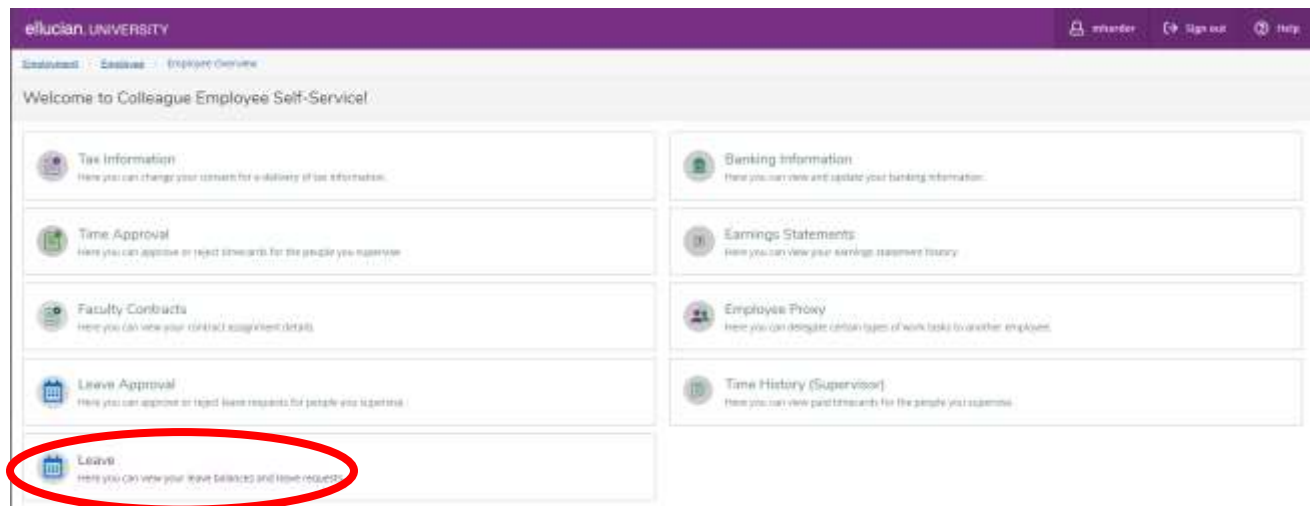 ellucian. UNIVERSITY
mharder Sign out Help
Employment Employee Employee Overview
Welcome to Colleague Employee Self-Service!
Tax Information
Here you can change your consent for e-delivery of tax information.
Banking Information
Here you can view and update your banking information.
Time Approval
Here you can approve or reject timecards for the people you supervise.
Earnings Statements
Here you can view your earnings statement history.
Faculty Contracts
Here you can view your contract assignment details.
Employee Proxy
Here you can delegate certain types of work tasks to another employee.
Leave Approval
Here you can approve or reject leave requests for people you supervise.
Time History (Supervisor)
Here you can view paid timecards for the people you supervise.
Leave
Here you can view your leave balances and leave requests.